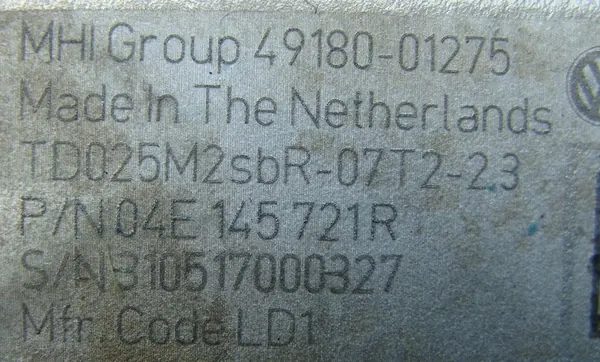 MHI Group 49180-01275
Made In The Netherlands
TD025M2sbR-07T2-2.3
P/N 04E 145 721R
S/N 310517000327
Mfr. Code LD1